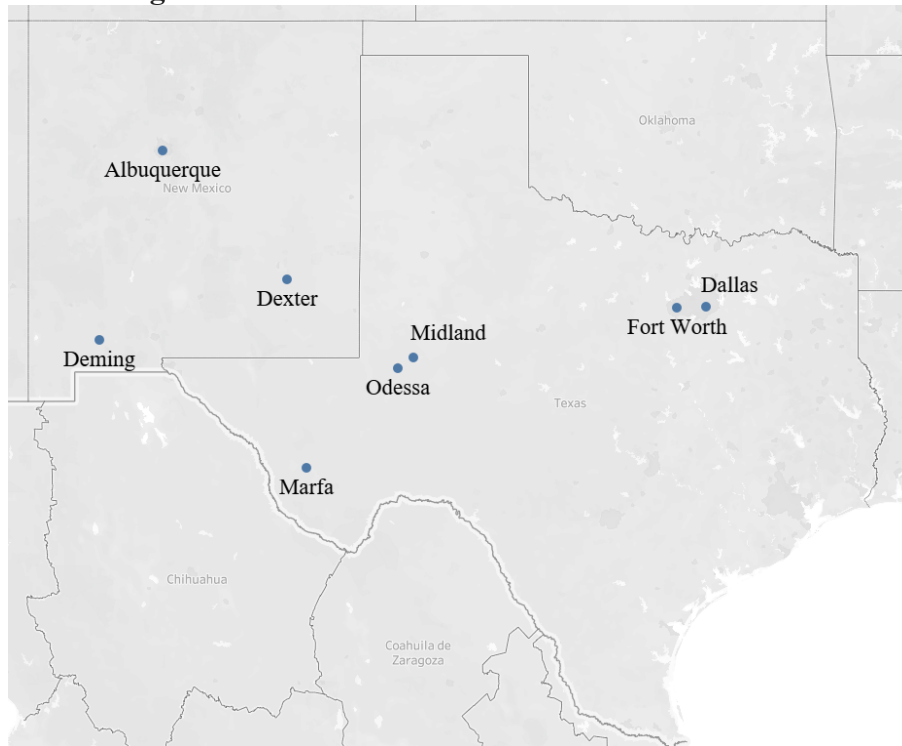 Oklahoma
Albuquerque
New Mexico
Dexter
Dallas
Fort Worth
Midland
Deming
Odessa
Texas
Marfa
Chihuahua
Coahuila de
Zaragoza